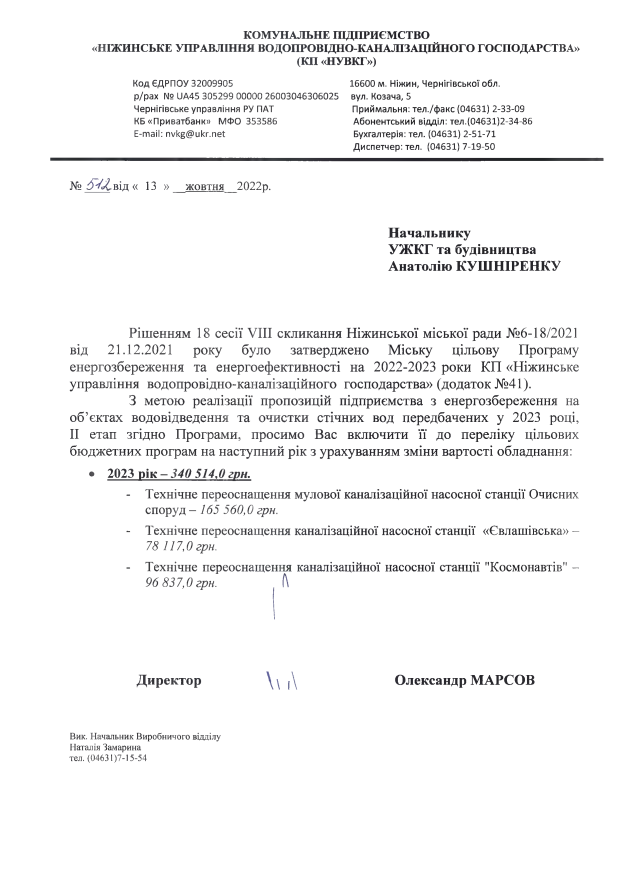 КОМУНАЛЬНЕ ПІДПРИЄМСТВО
«НІЖИНСЬКЕ УПРАВЛІННЯ ВОДОПРОВІДНО-КАНАЛІЗАЦІЙНОГО ГОСПОДАРСТВА»
(КП «НУВКГ»)
Код ЄДРПОУ 32009905
р/рах № UA45 305299 00000 26003046306025
Чернігівське управління РУ ПАТ
КБ «Приватбанк» МФО 353586
E-mail: nvkg@ukr.net
16600 м. Ніжин, Чернігівської обл.
вул. Козача, 5
Приймальня: тел./факс (04631) 2-33-09
Абонентський відділ: тел.(04631)2-34-86
Бухгалтерія: тел. (04631) 2-51-71
Диспетчер: тел. (04631) 7-19-50
№ 512 від « 13 » __жовтня__2022р.
Начальнику
УЖКГ та будівництва
Анатолію КУШНІРЕНКУ
Рішенням 18 сесії VIII скликання Ніжинської міської ради №6-18/2021
від 21.12.2021 року було затверджено Міську цільову Програму
енергозбереження та енергоефективності на 2022-2023 роки КП «Ніжинське
управління водопровідно-каналізаційного господарства» (додаток №41).
З метою реалізації пропозицій підприємства з енергозбереження на
об’єктах водовідведення та очистки стічних вод передбачених у 2023 році,
ІІ етап згідно Програми, просимо Вас включити її до переліку цільових
бюджетних програм на наступний рік з урахуванням зміни вартості обладнання:
• 2023 рік – 340 514,0 грн.
- Технічне переоснащення мулової каналізаційної насосної станції Очисних
споруд – 165 560,0 грн.
- Технічне переоснащення каналізаційної насосної станції «Євлашівська» –
78 117,0 грн.
- Технічне переоснащення каналізаційної насосної станції "Космонавтів" –
96 837,0 грн.
Директор Олександр МАРСОВ
Вик. Начальник Виробничого відділу
Наталія Замарина
тел. (04631)7-15-54